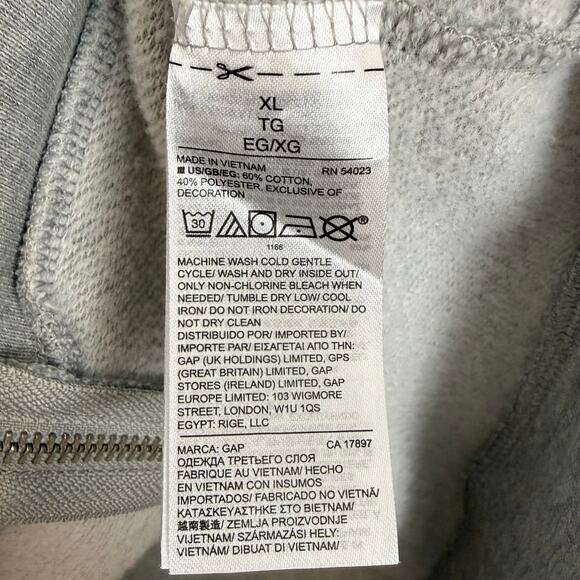 XL
TG
EG/XG
MADE IN VIETNAM RN 54023
US/GB/EG: 60% COTTON,
40% POLYESTER, EXCLUSIVE OF
DECORATION
30
®
1166
MACHINE WASH COLD GENTLE
CYCLE/ WASH AND DRY INSIDE OUT/
ONLY NON-CHLORINE BLEACH WHEN
NEEDED/ TUMBLE DRY LOW/ COOL
IRON/ DO NOT IRON DECORATION/ DO
NOT DRY CLEAN
DISTRIBUIDO POR/ IMPORTED BY/
IMPORTE PAR/ ΕΙΣΑΓΕΤΑΙ ΑΠΟ ΤΗΝ:
GAP (UK HOLDINGS) LIMITED, GPS
(GREAT BRITAIN) LIMITED, GAP
STORES (IRELAND) LIMITED, GAP
EUROPE LIMITED: 103 WIGMORE
STREET, LONDON, W1U 1QS
EGYPT: RIGE, LLC
MARCA: GAP CA 17897
ОДЕЖДА ТРЕТЬЕГО СЛОЯ
FABRIQUE AU VIETNAM/ HECHO
EN VIETNAM CON INSUMOS
IMPORTADOS/ FABRICADO NO VIETNÃ/
ΚΑΤΑΣΚΕΥΑΣΤΗΚΕ ΣΤΟ ΒΙΕΤΝΑΜ/
越南製造/ ZEMLJA PROIZVODNJE
VIJETNAM/ SZÁRMAZÁSI HELY:
VIETNÁM/ DIBUAT DI VIETNAM/